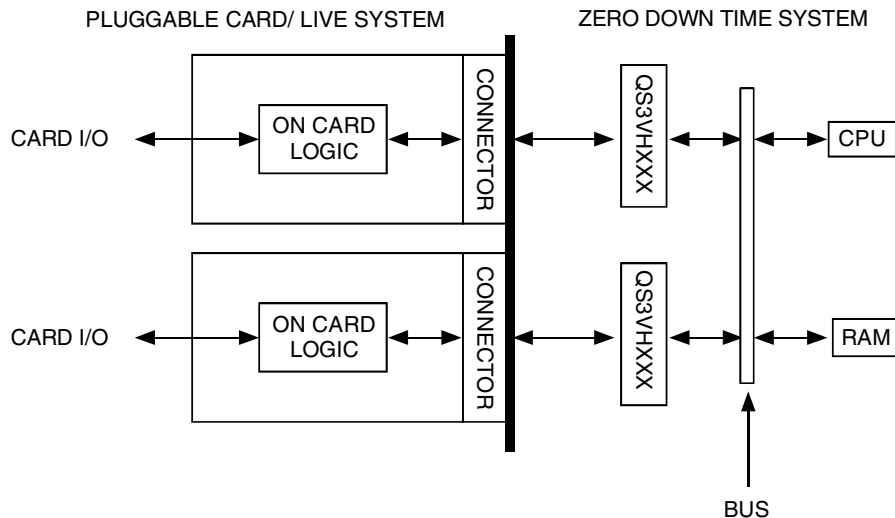 PLUGGABLE CARD/ LIVE SYSTEM
ZERO DOWN TIME SYSTEM
CARD I/O
ON CARD
LOGIC
CONNECTOR
QS3VHXXX
CPU
CARD I/O
ON CARD
LOGIC
CONNECTOR
QS3VHXXX
RAM
BUS